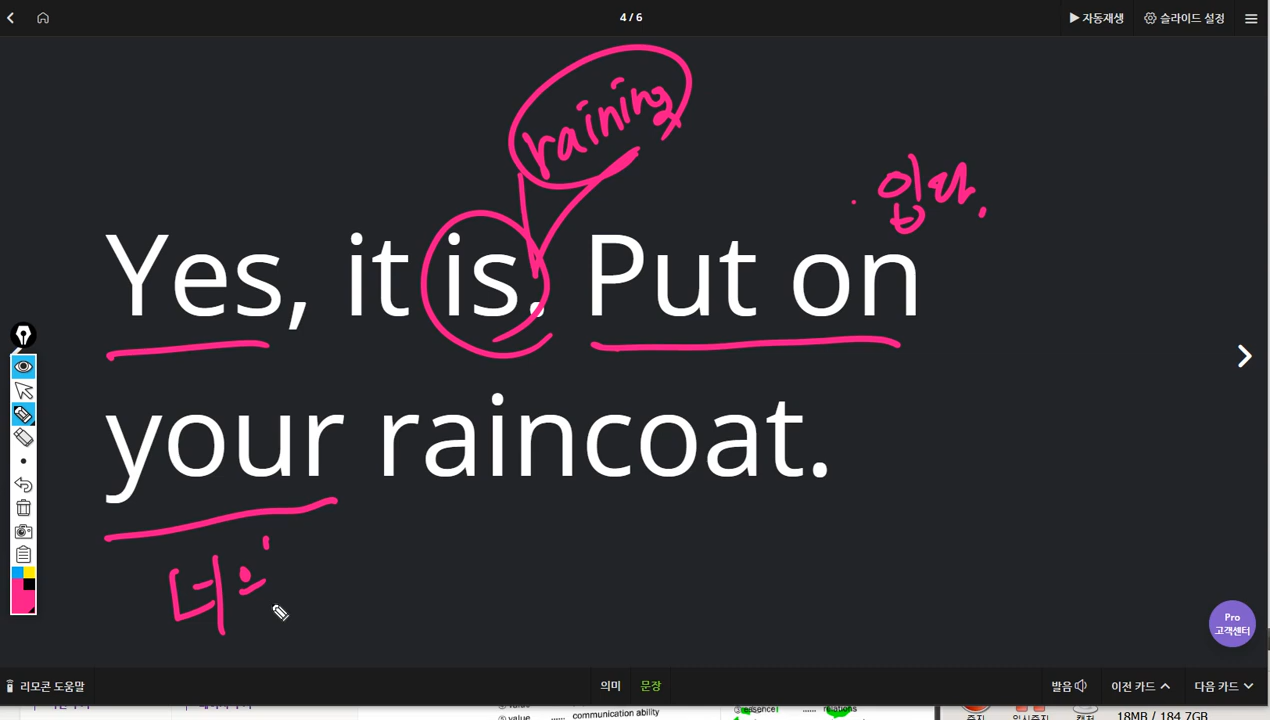 4 / 6
자동재생
슬라이드 설정
raining
입다.
Yes, it is. Put on
your raincoat.
너의
Pro
고객센터
리모콘 도움말
의미
문장
발음
이전 카드
다음 카드
communication ability
value
relations
18MB / 184.7GB